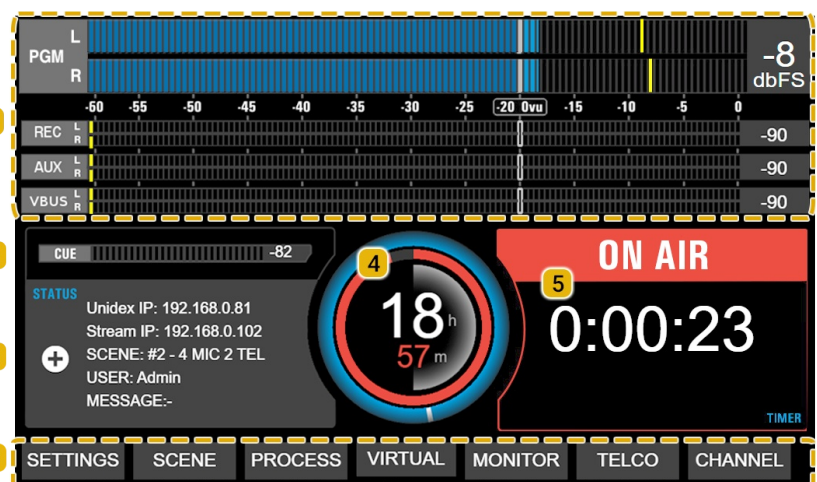 L
PGM
R
-8
dbFS
-60 -55 -50 -45 -40 -35 -30 -25 -20 0vu -15 -10 -5 0
REC L R -90
AUX L R -90
VBUS L R -90
CUE -82
STATUS
Unidex IP: 192.168.0.81
Stream IP: 192.168.0.102
SCENE: #2 - 4 MIC 2 TEL
USER: Admin
MESSAGE:-
4
18 h
57 m
ON AIR
5
0:00:23
TIMER
SETTINGS SCENE PROCESS VIRTUAL MONITOR TELCO CHANNEL